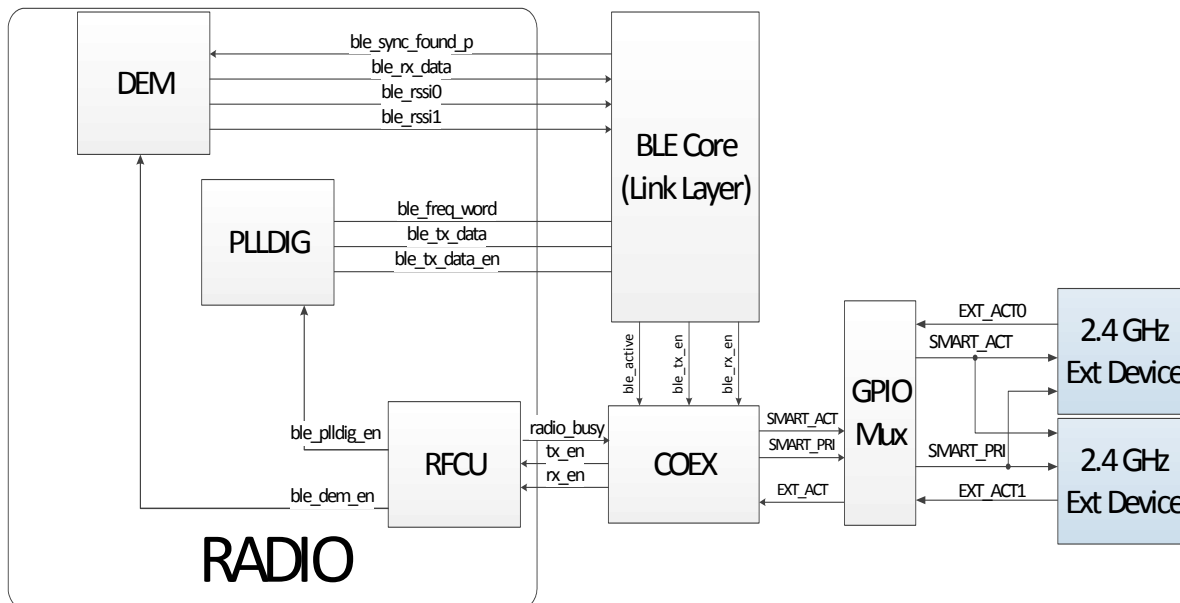 DEM
ble_sync_found_p
ble_rx_data
ble_rssi0
ble_rssi1
BLE Core
(Link Layer)
PLLDIG
ble_freq_word
ble_tx_data
ble_tx_data_en
ble_active
ble_tx_en
ble_rx_en
EXT_ACT0
SMART_ACT
2.4 GHz
Ext Device
GPIO
Mux
ble_plldig_en
RFCU
radio_busy
tx_en
rx_en
COEX
SMART_ACT
SMART_PRI
EXT_ACT
SMART_PRI
EXT_ACT1
2.4 GHz
Ext Device
ble_dem_en
RADIO